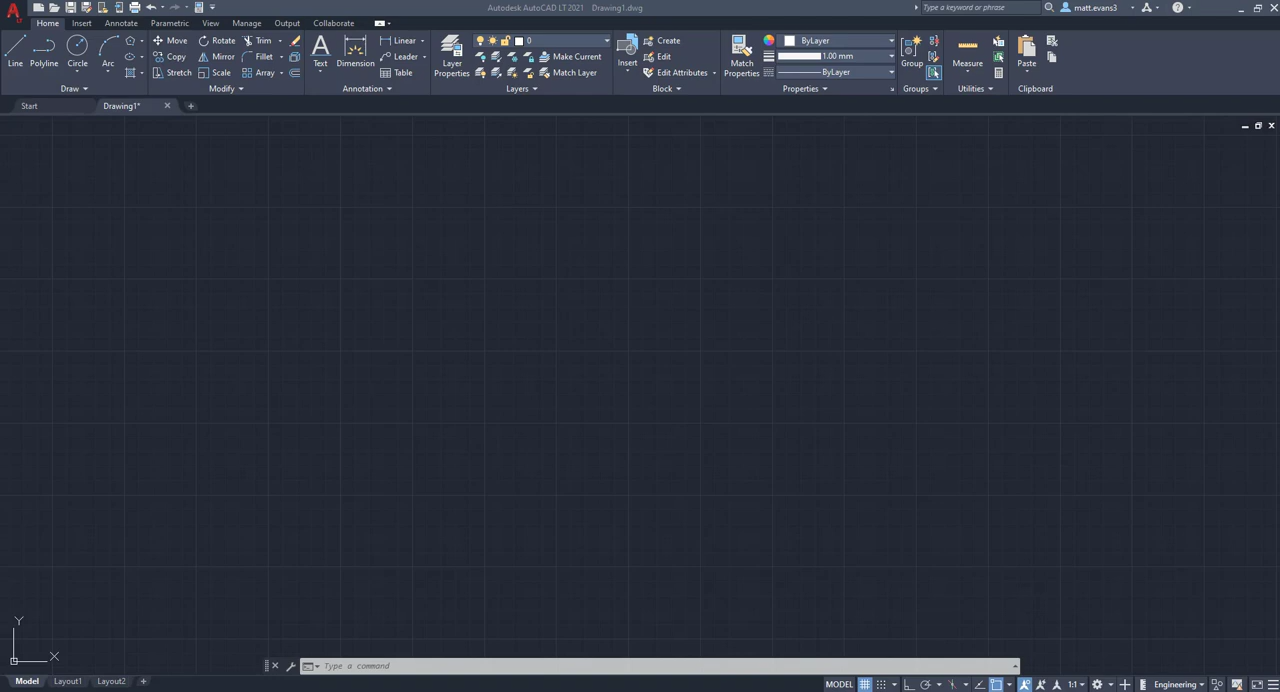 Autodesk AutoCAD LT 2021 Drawing1.dwg Type a keyword or phrase matt.evans3
LT
Home Insert Annotate Parametric View Manage Output Collaborate
Move Rotate Trim Linear 0 Create ByLayer
Copy Mirror Fillet Leader Make Current Edit 1.00 mm
Line Polyline Circle Arc Text Dimension Layer Properties Insert Match Properties Group Measure Paste
Stretch Scale Array Table Match Layer Edit Attributes ByLayer
Draw Modify Annotation Layers Block Properties Groups Utilities Clipboard
Start Drawing1*
Y
X
Type a command
Model Layout1 Layout2 MODEL 1:1 Engineering